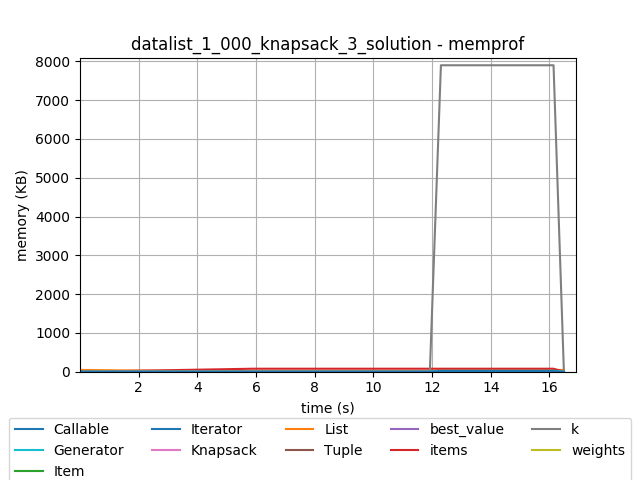 datalist_1_000_knapsack_3_solution - memprof
8000
7000
6000
5000
4000
3000
2000
1000
0
memory (KB)
2 4 6 8 10 12 14 16
time (s)
Callable Iterator List best_value k
Generator Knapsack Tuple items weights
Item